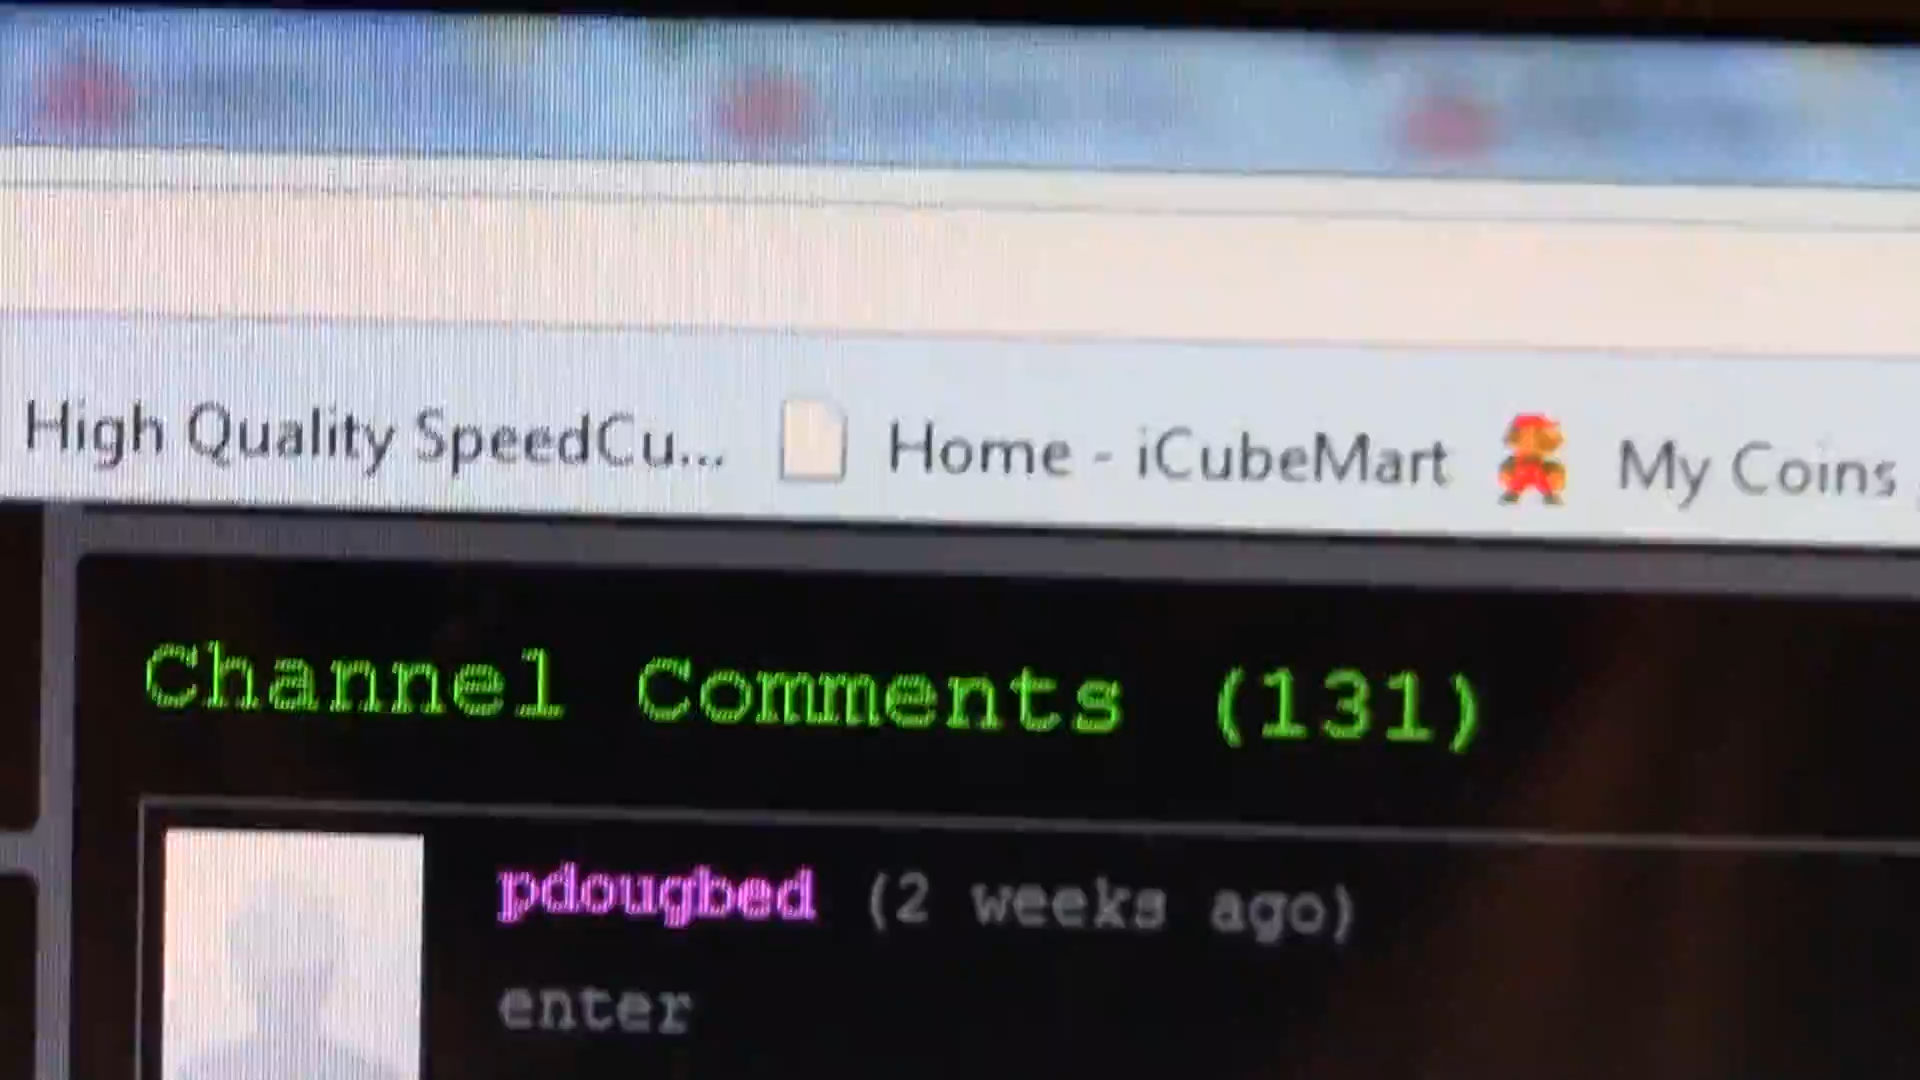 High Quality SpeedCu... Home - iCubeMart My Coins
Channel Comments (131)
pdougbed (2 weeks ago)
enter